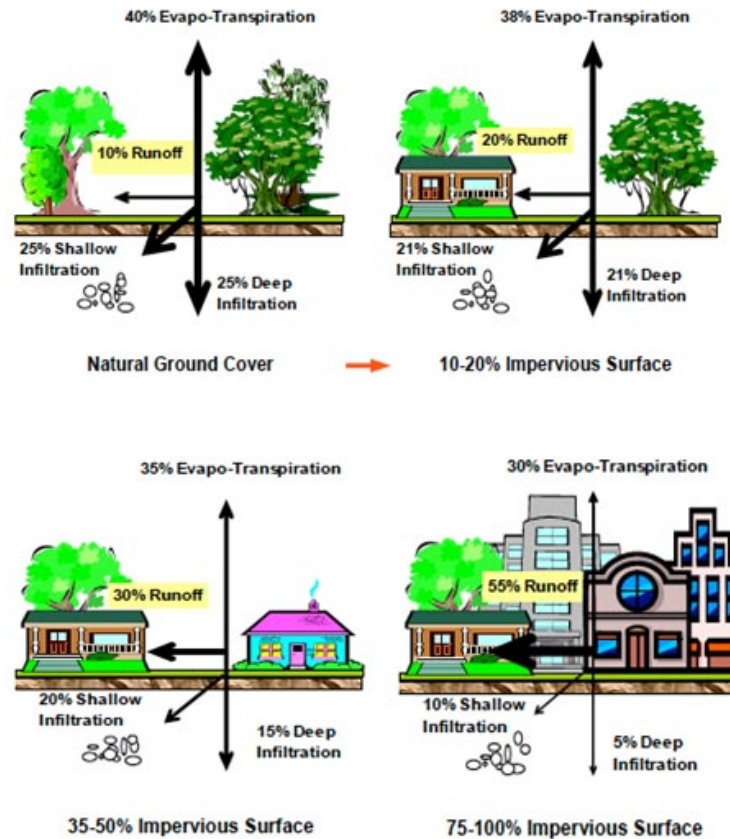 40% Evapo-Transpiration
10% Runoff
25% Shallow
Infiltration
25% Deep
Infiltration
Natural Ground Cover
38% Evapo-Transpiration
20% Runoff
21% Shallow
Infiltration
21% Deep
Infiltration
10-20% Impervious Surface
35% Evapo-Transpiration
30% Runoff
20% Shallow
Infiltration
15% Deep
Infiltration
35-50% Impervious Surface
30% Evapo-Transpiration
55% Runoff
10% Shallow
Infiltration
5% Deep
Infiltration
75-100% Impervious Surface